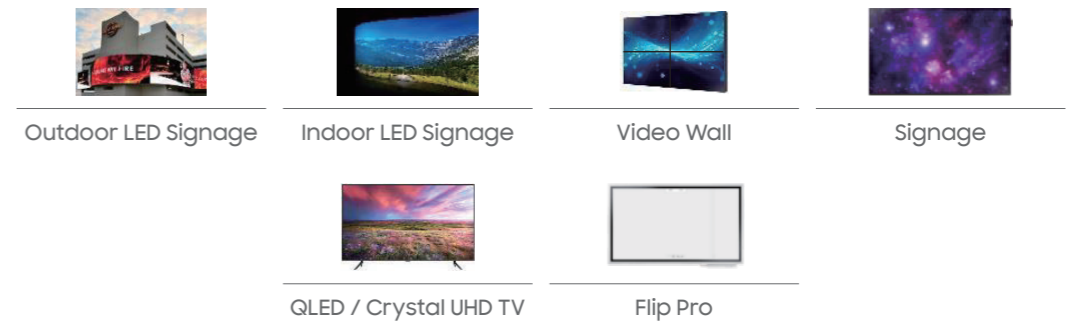 Outdoor LED Signage
Indoor LED Signage
Video Wall
Signage
QLED / Crystal UHD TV
Flip Pro